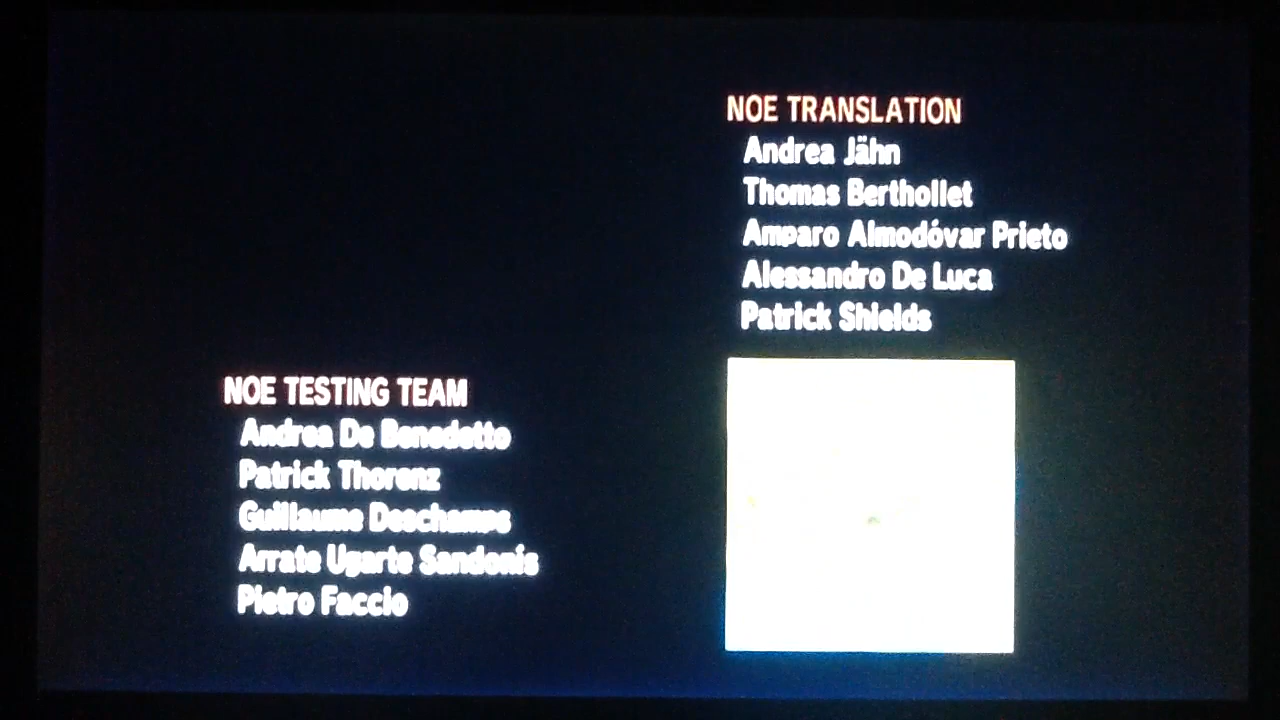 NOE TRANSLATION
Andrea Jähn
Thomas Berthollet
Amparo Almodóvar Prieto
Alessandro De Luca
Patrick Shields
NOE TESTING TEAM
Andrea De Benedetto
Patrick Thorenz
Guillaume Deschamps
Arrate Ugarte Sandonís
Pietro Faccio